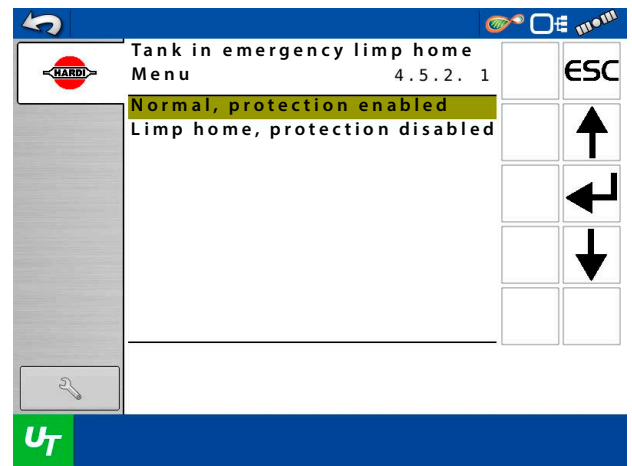 Tank in emergency limp home
Menu 4.5.2. 1
ESC
Normal, protection enabled
Limp home, protection disabled
HARDI
UT